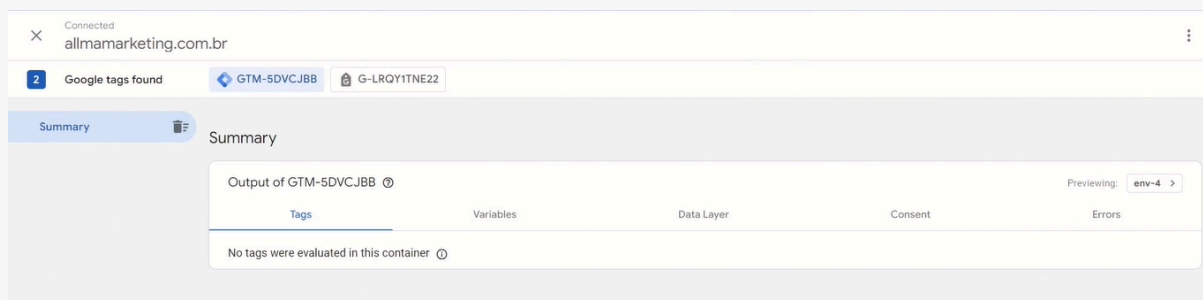 Connected
allmamarketing.com.br
2 Google tags found GTM-5DVCJBB G-LRQY1TNE22
Summary
Summary
Output of GTM-5DVCJBB
Previewing: env-4
Tags Variables Data Layer Consent Errors
No tags were evaluated in this container